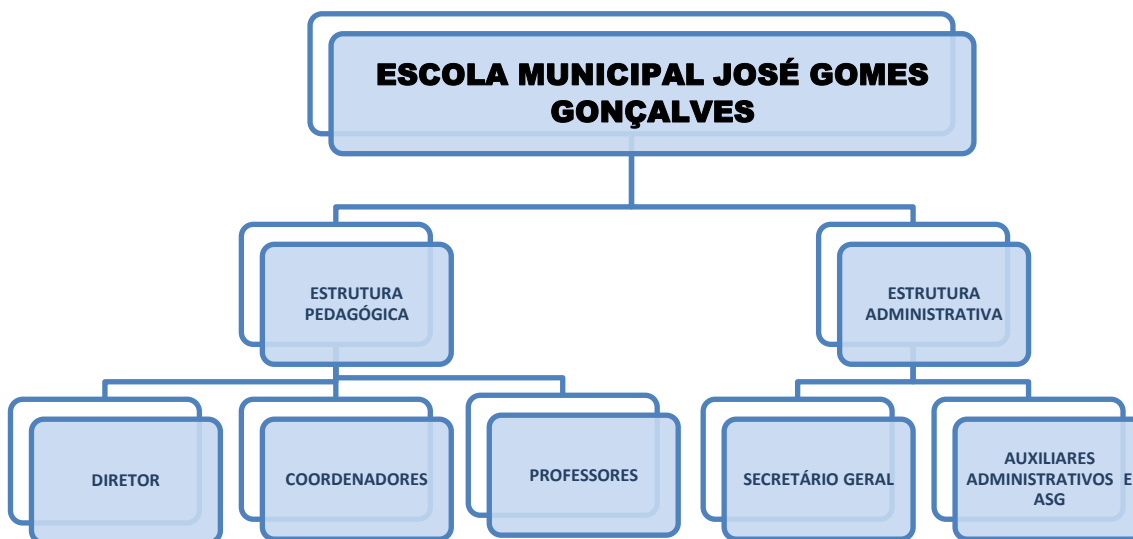 ESCOLA MUNICIPAL JOSÉ GOMES
GONÇALVES
ESTRUTURA
PEDAGÓGICA
ESTRUTURA
ADMINISTRATIVA
DIRETOR
COORDENADORES
PROFESSORES
SECRETÁRIO GERAL
AUXILIARES
ADMINISTRATIVOS E
ASG